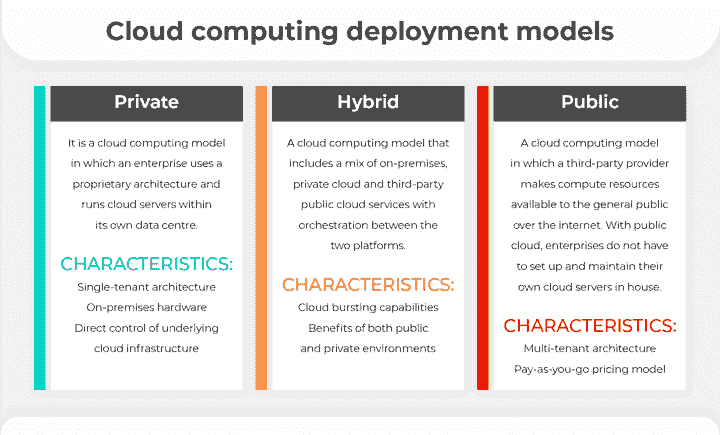 Cloud computing deployment models
Private
It is a cloud computing model
in which an enterprise uses a
proprietary architecture and
runs cloud servers within
its own data centre.
CHARACTERISTICS:
Single-tenant architecture
On-premises hardware
Direct control of underlying
cloud infrastructure
Hybrid
A cloud computing model that
includes a mix of on-premises,
private cloud and third-party
public cloud services with
orchestration between the
two platforms.
CHARACTERISTICS:
Cloud bursting capabilities
Benefits of both public
and private environments
Public
A cloud computing model
in which a third-party provider
makes compute resources
available to the general public
over the internet. With public
cloud, enterprises do not have
to set up and maintain their
own cloud servers in house.
CHARACTERISTICS:
Multi-tenant architecture
Pay-as-you-go pricing model